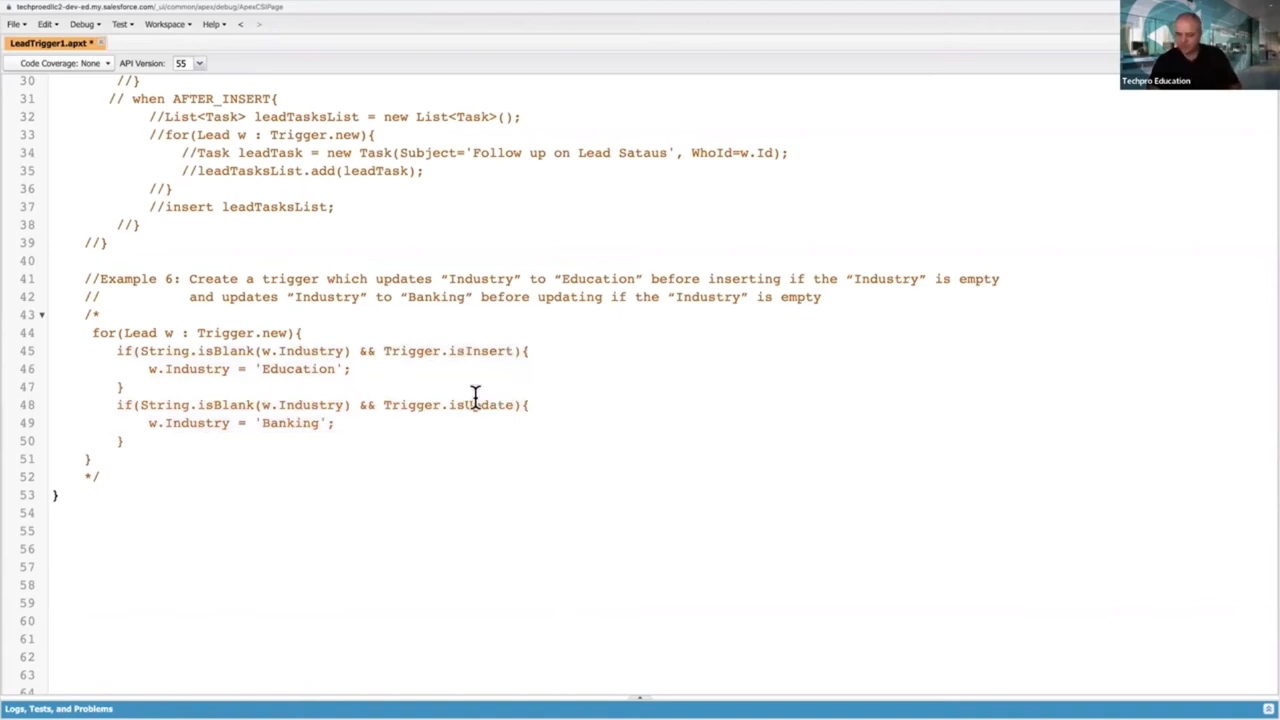 techproedllc2-dev-ed.my.salesforce.com/_ui/common/apex/debug/ApexCSIPage
File Edit Debug Test Workspace Help < >
LeadTrigger1.apxt *
Code Coverage: None API Version: 55
Techpro Education
30 //}
31 // when AFTER_INSERT{
32 //List<Task> leadTasksList = new List<Task>();
33 //for(Lead w : Trigger.new){
34 //Task leadTask = new Task(Subject='Follow up on Lead Sataus', WhoId=w.Id);
35 //leadTasksList.add(leadTask);
36 //}
37 //insert leadTasksList;
38 //}
39 //}
40
41 //Example 6: Create a trigger which updates “Industry” to “Education” before inserting if the “Industry” is empty
42 // and updates “Industry” to “Banking” before updating if the “Industry” is empty
43 /*
44 for(Lead w : Trigger.new){
45 if(String.isBlank(w.Industry) && Trigger.isInsert){
46 w.Industry = 'Education';
47 }
48 if(String.isBlank(w.Industry) && Trigger.isUpdate){
49 w.Industry = 'Banking';
50 }
51 }
52 */
53 }
54
55
56
57
58
59
60
61
62
63
64
Logs, Tests, and Problems